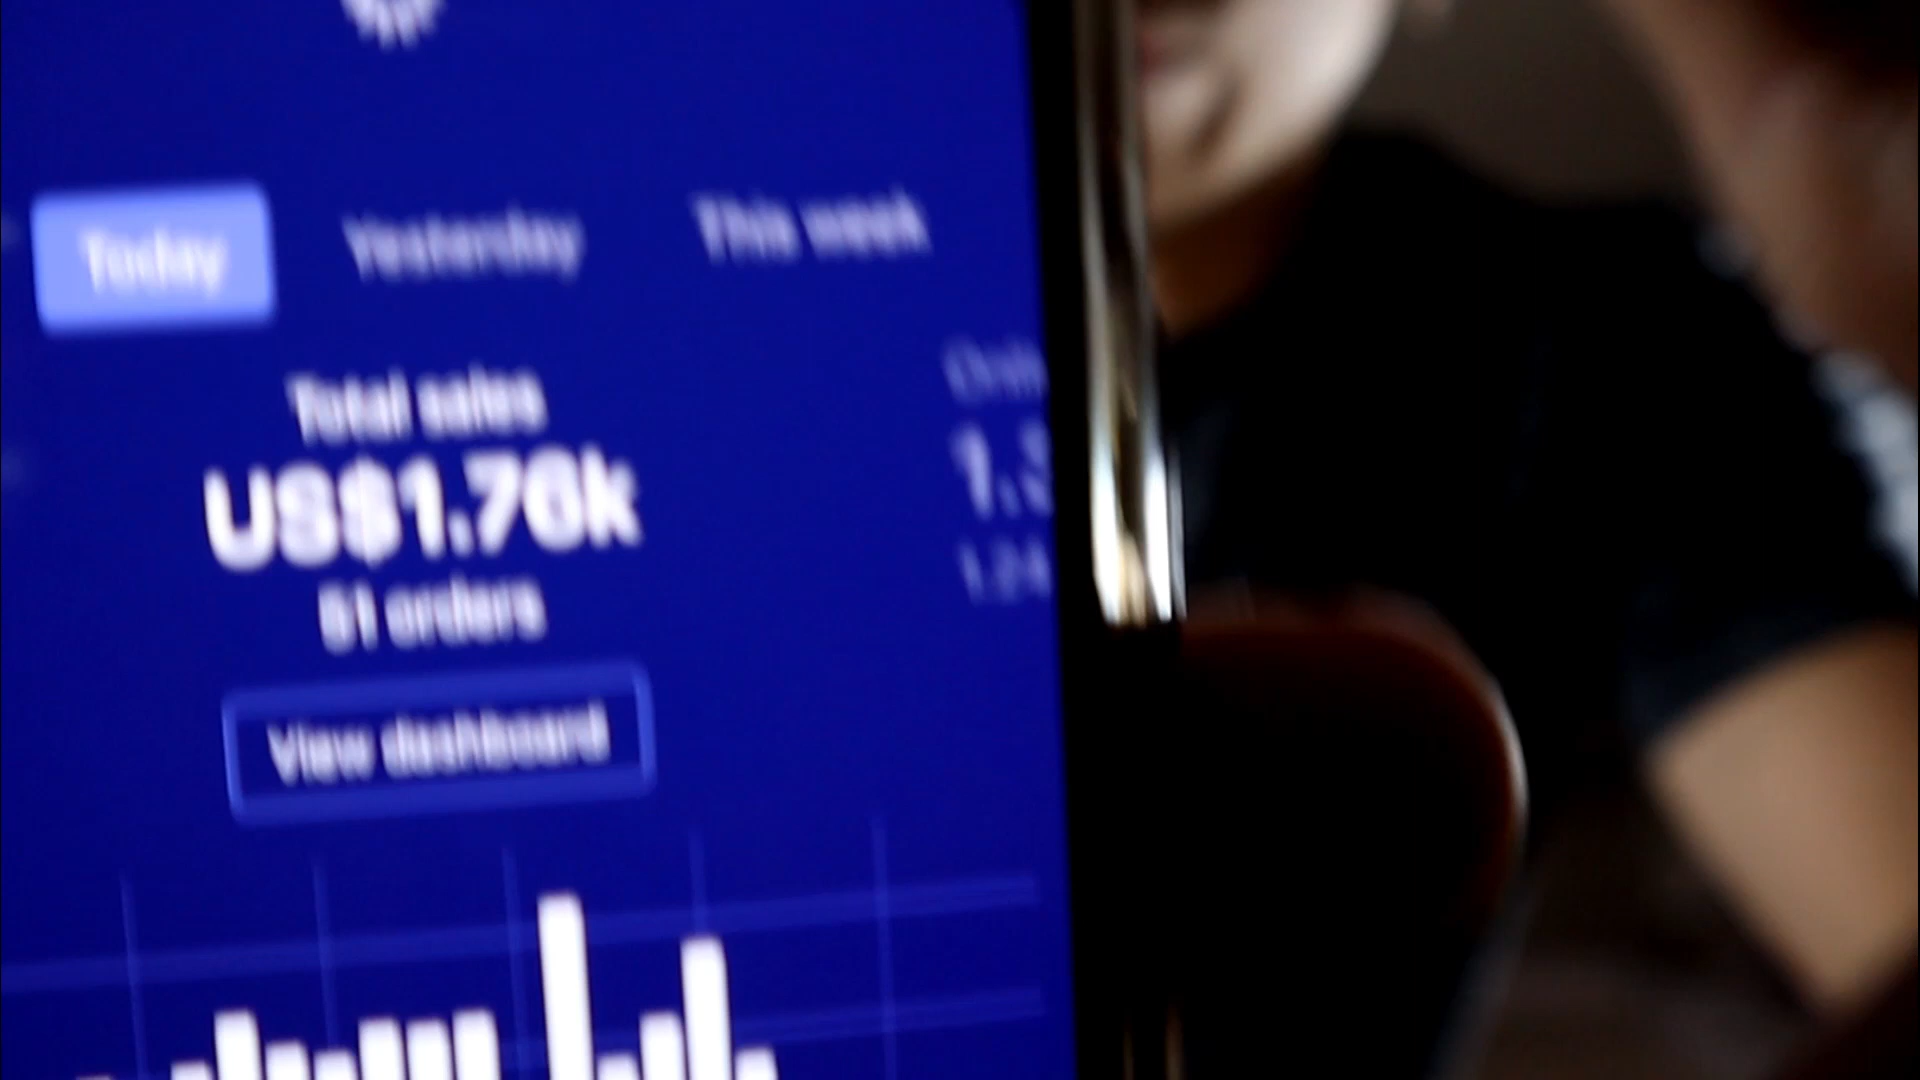 Today Yesterday This week
Total sales
US$1.76k
61 orders
View dashboard